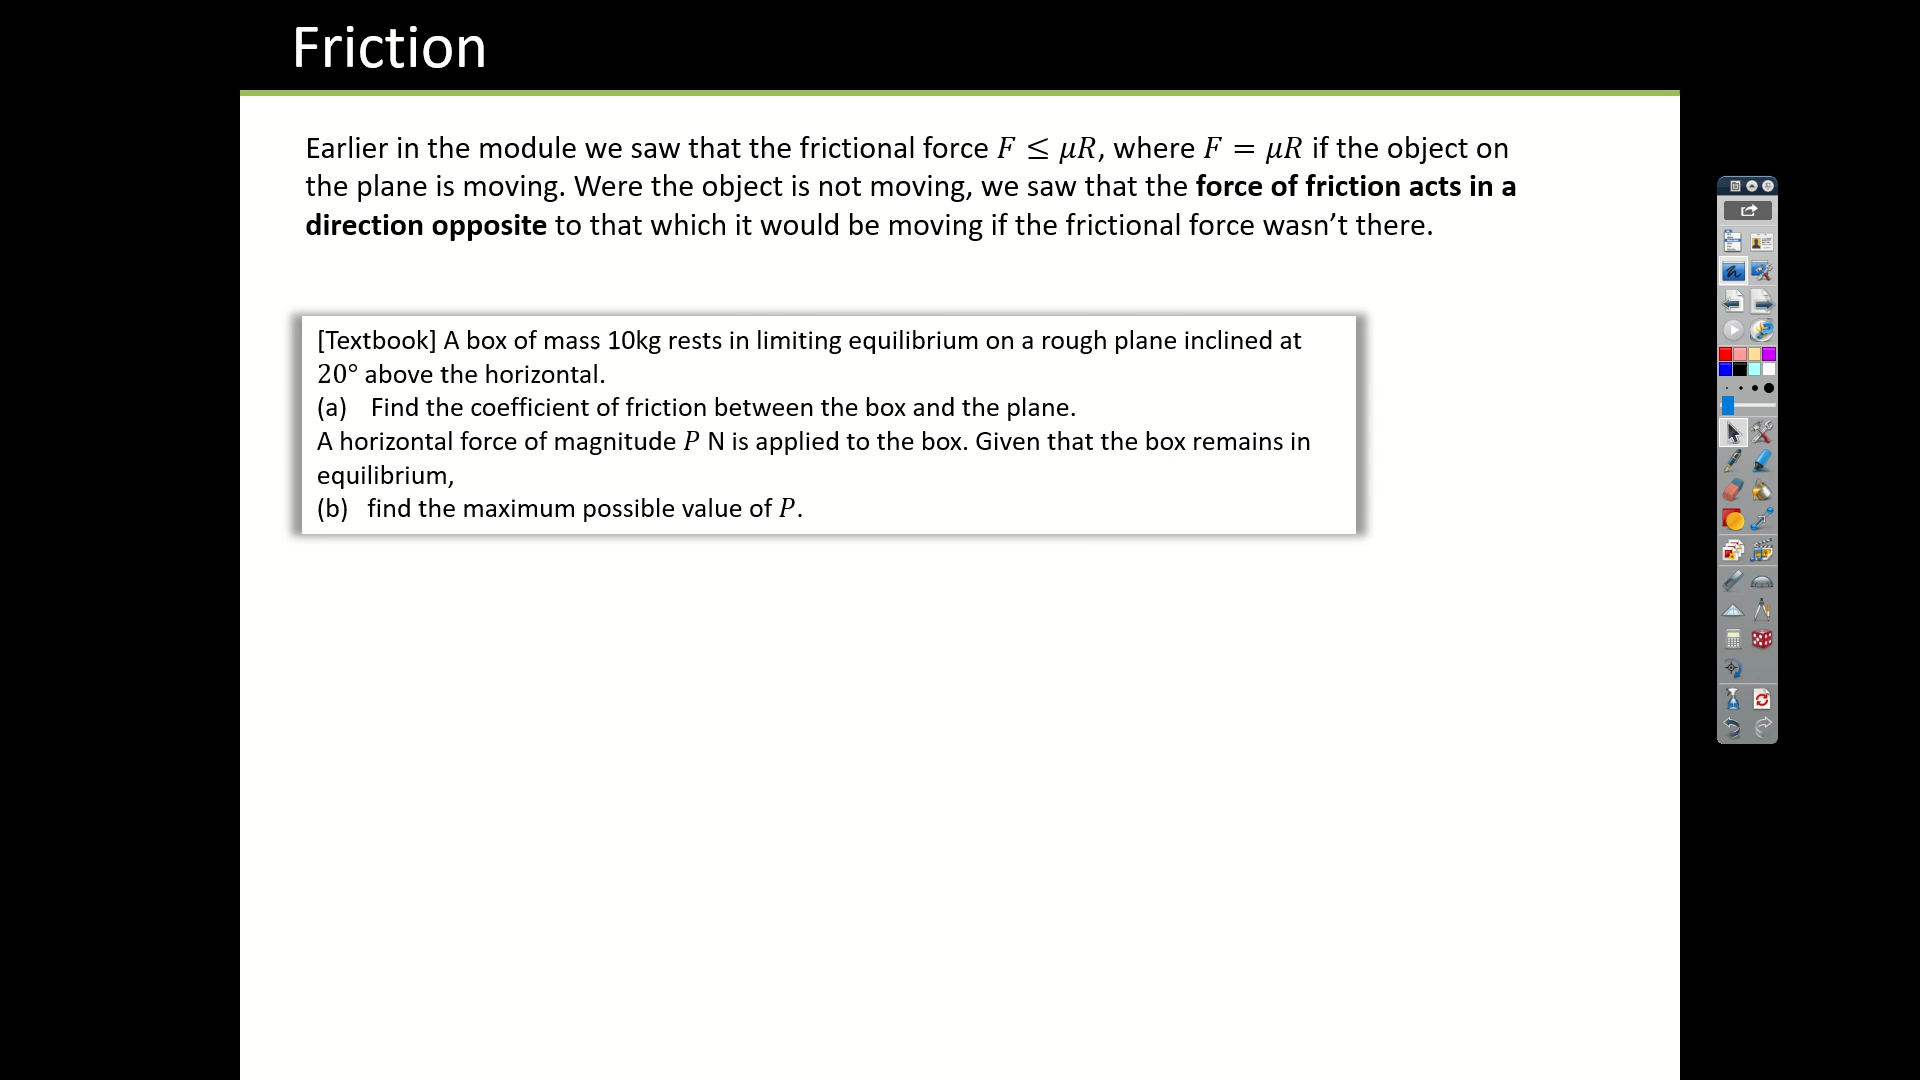 Friction
Earlier in the module we saw that the frictional force F ≤ μR, where F = μR if the object on
the plane is moving. Were the object is not moving, we saw that the force of friction acts in a
direction opposite to that which it would be moving if the frictional force wasn’t there.
[Textbook] A box of mass 10kg rests in limiting equilibrium on a rough plane inclined at
20° above the horizontal.
(a) Find the coefficient of friction between the box and the plane.
A horizontal force of magnitude P N is applied to the box. Given that the box remains in
equilibrium,
(b) find the maximum possible value of P.